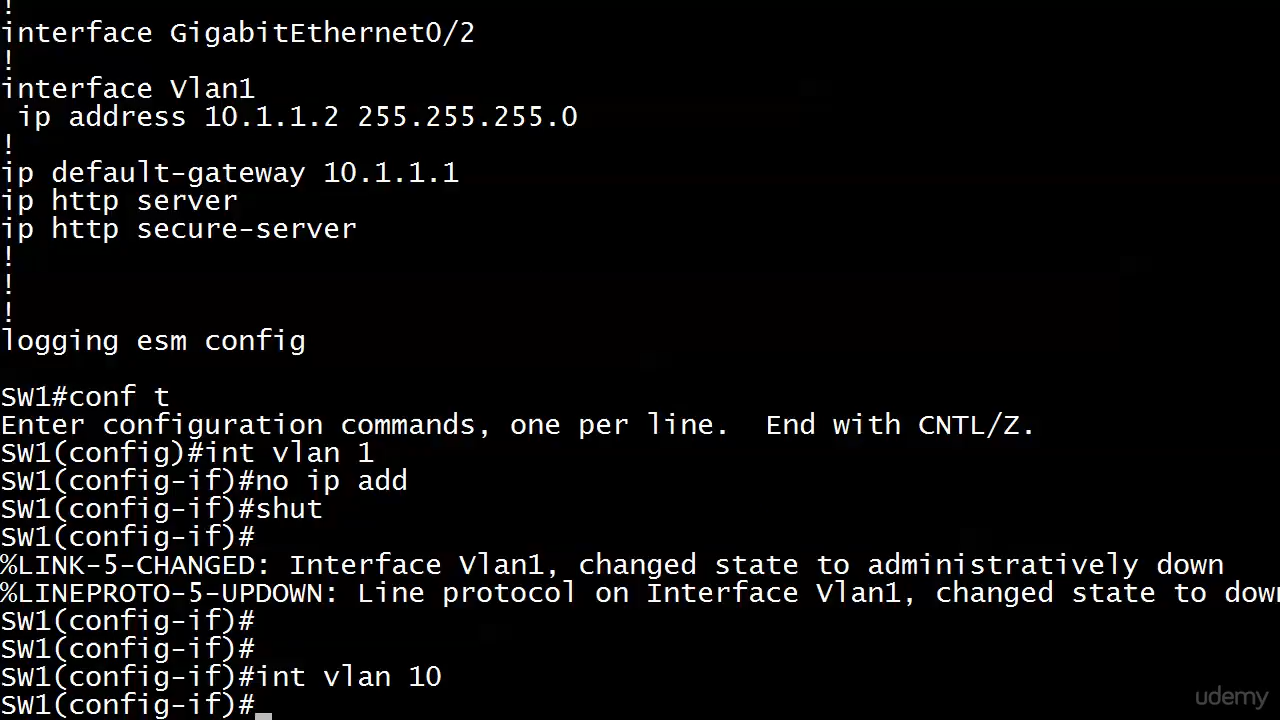 !
interface GigabitEthernet0/2
!
interface Vlan1
 ip address 10.1.1.2 255.255.255.0
!
ip default-gateway 10.1.1.1
ip http server
ip http secure-server
!
!
!
logging esm config
SW1#conf t
Enter configuration commands, one per line.  End with CNTL/Z.
SW1(config)#int vlan 1
SW1(config-if)#no ip add
SW1(config-if)#shut
SW1(config-if)#
%LINK-5-CHANGED: Interface Vlan1, changed state to administratively down
%LINEPROTO-5-UPDOWN: Line protocol on Interface Vlan1, changed state to down
SW1(config-if)#
SW1(config-if)#
SW1(config-if)#int vlan 10
SW1(config-if)#
udemy